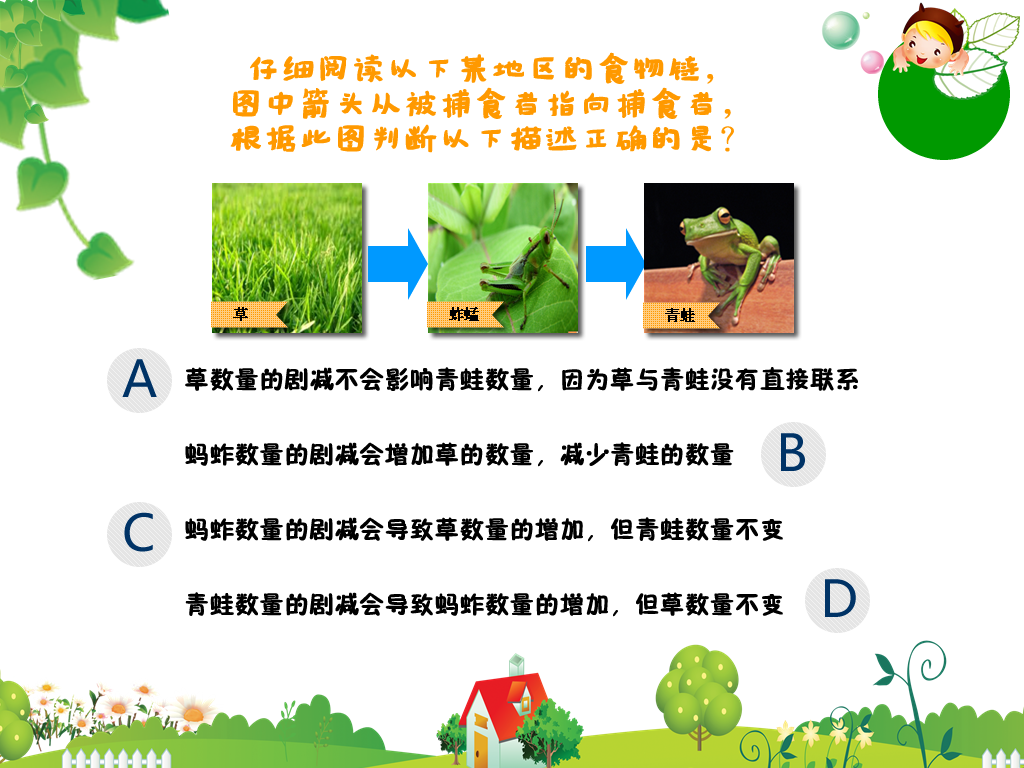 仔细阅读以下某地区的食物链，
图中箭头从被捕食者指向捕食者，
根据此图判断以下描述正确的是？
草
蚱蜢
青蛙
A 草数量的剧减不会影响青蛙数量，因为草与青蛙没有直接联系
蚂蚱数量的剧减会增加草的数量，减少青蛙的数量 B
C 蚂蚱数量的剧减会导致草数量的增加，但青蛙数量不变
青蛙数量的剧减会导致蚂蚱数量的增加，但草数量不变 D